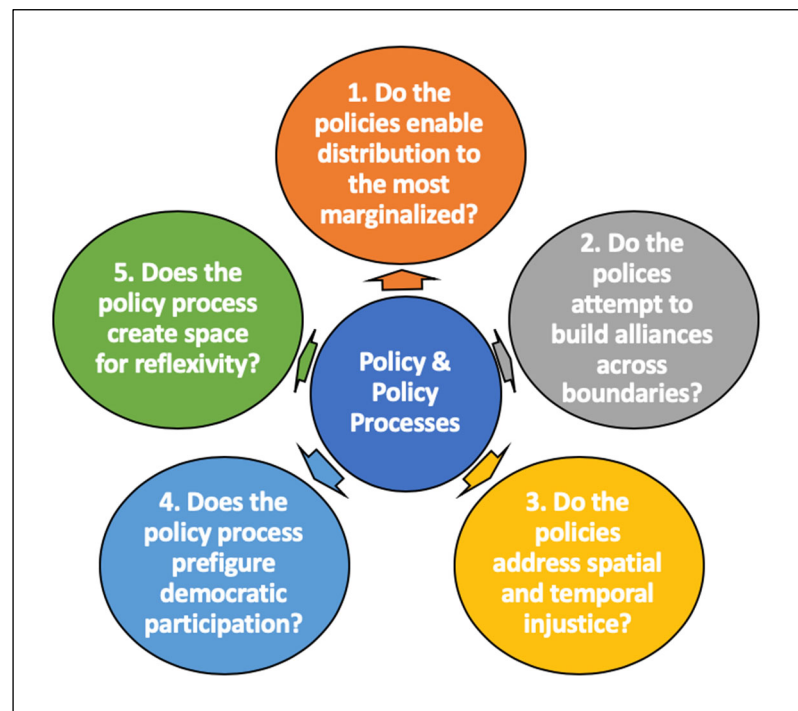 1. Do the
policies enable
distribution to
the most
marginalized?
2. Do the
polices
attempt to
build alliances
across
boundaries?
5. Does the
policy process
create space
for reflexivity?
Policy &
Policy
Processes
4. Does the
policy process
prefigure
democratic
participation?
3. Do the
policies
address spatial
and temporal
injustice?